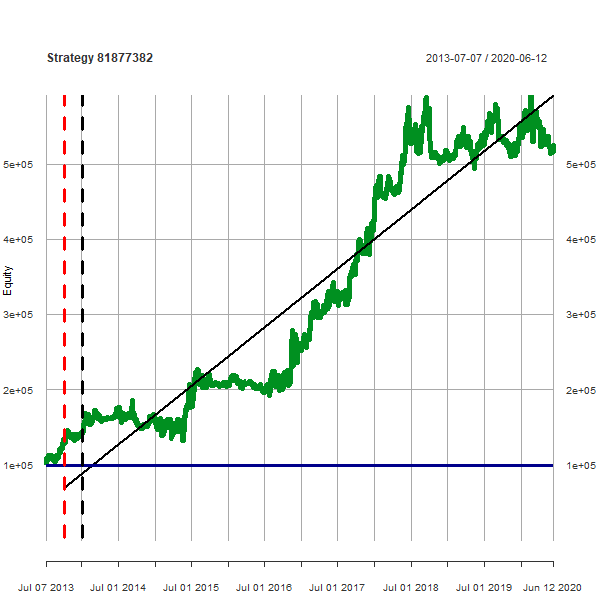 Strategy 81877382
2013-07-07 / 2020-06-12
5e+05
5e+05
4e+05
4e+05
Equity
3e+05
3e+05
2e+05
2e+05
1e+05
1e+05
Jul 07 2013
Jul 01 2014
Jul 01 2015
Jul 01 2016
Jul 01 2017
Jul 01 2018
Jul 01 2019
Jun 12 2020